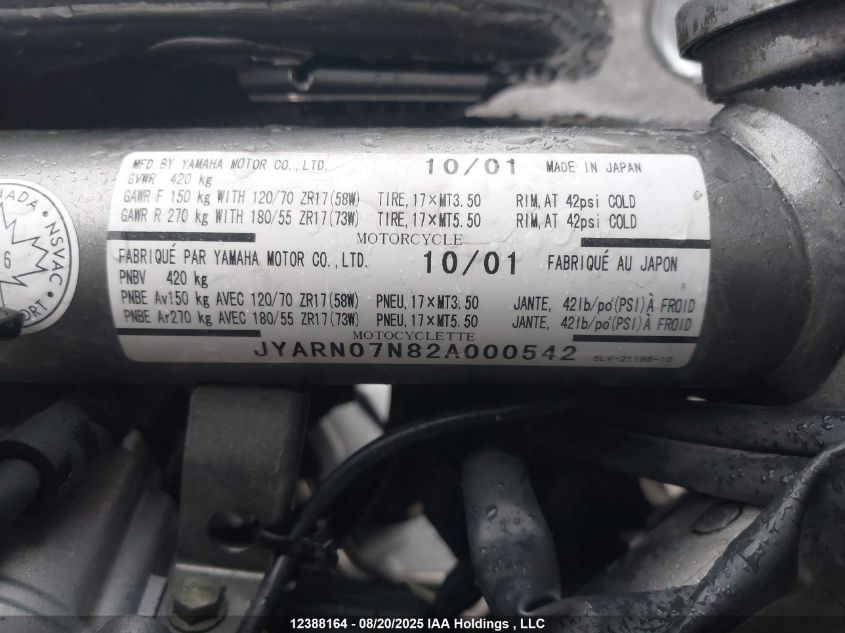 MFD. BY YAMAHA MOTOR CO., LTD. 10/01 MADE IN JAPAN
GVWR 420 kg
GAWR F 150 kg WITH 120/70 ZR17(58W) TIRE, 17×MT3.50 RIM, AT 42psi COLD
GAWR R 270 kg WITH 180/55 ZR17(73W) TIRE, 17×MT5.50 RIM, AT 42psi COLD
MOTORCYCLE
FABRIQUÉ PAR YAMAHA MOTOR CO., LTD. 10/01 FABRIQUÉ AU JAPON
PNBV 420 kg
PNBE Av150 kg AVEC 120/70 ZR17(58W) PNEU, 17×MT3.50 JANTE, 42lb/po²(PSI) À FROID
PNBE Ar270 kg AVEC 180/55 ZR17(73W) PNEU, 17×MT5.50 JANTE, 42lb/po²(PSI) À FROID
MOTOCYCLETTE
JYARN07N82A000542 5LV-21196-10
NSVAC
6
12388164 - 08/20/2025 IAA Holdings, LLC